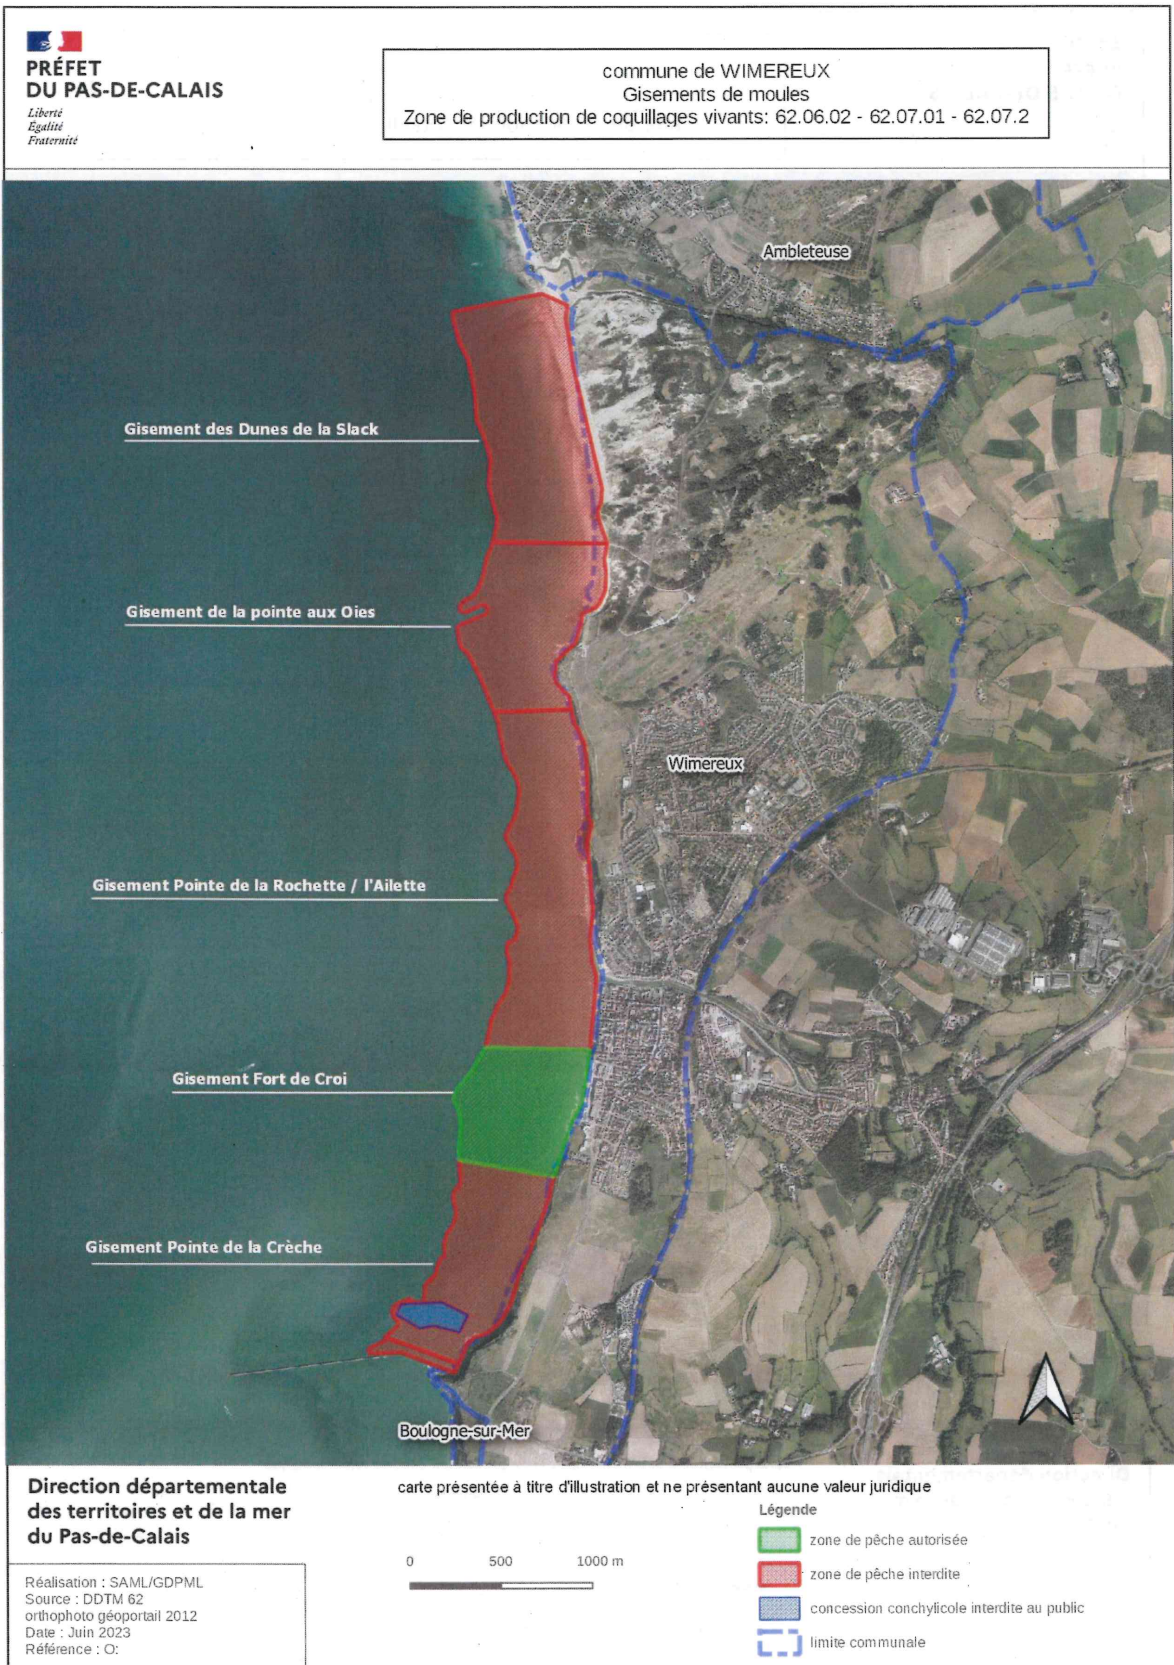 PRÉFET
DU PAS-DE-CALAIS
Liberté
Égalité
Fraternité
commune de WIMEREUX
Gisements de moules
Zone de production de coquillages vivants: 62.06.02 - 62.07.01 - 62.07.2
Ambleteuse
Gisement des Dunes de la Slack
Gisement de la pointe aux Oies
Wimereux
Gisement Pointe de la Rochette / l'Ailette
Gisement Fort de Croi
Gisement Pointe de la Crèche
Boulogne-sur-Mer
Direction départementale
des territoires et de la mer
du Pas-de-Calais
carte présentée à titre d'illustration et ne présentant aucune valeur juridique
Légende
zone de pêche autorisée
zone de pêche interdite
concession conchylicole interdite au public
limite communale
0 500 1000 m
Réalisation : SAML/GDPML
Source : DDTM 62
orthophoto géoportail 2012
Date : Juin 2023
Référence : O: